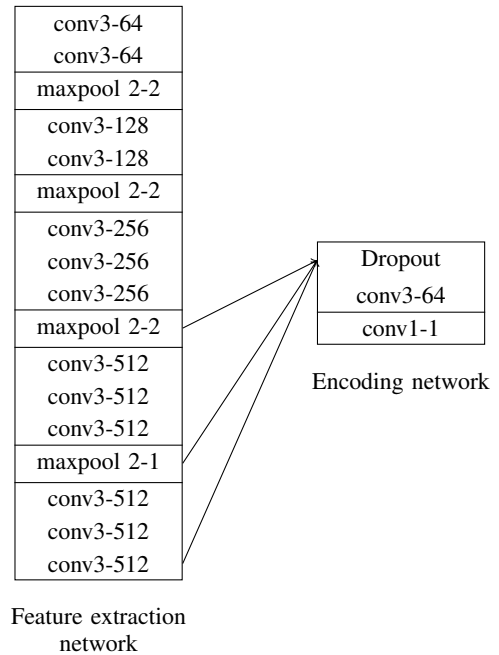 conv3-64
conv3-64
maxpool 2-2
conv3-128
conv3-128
maxpool 2-2
conv3-256
conv3-256
conv3-256
maxpool 2-2
conv3-512
conv3-512
conv3-512
maxpool 2-1
conv3-512
conv3-512
conv3-512
Feature extraction
network
Dropout
conv3-64
conv1-1
Encoding network